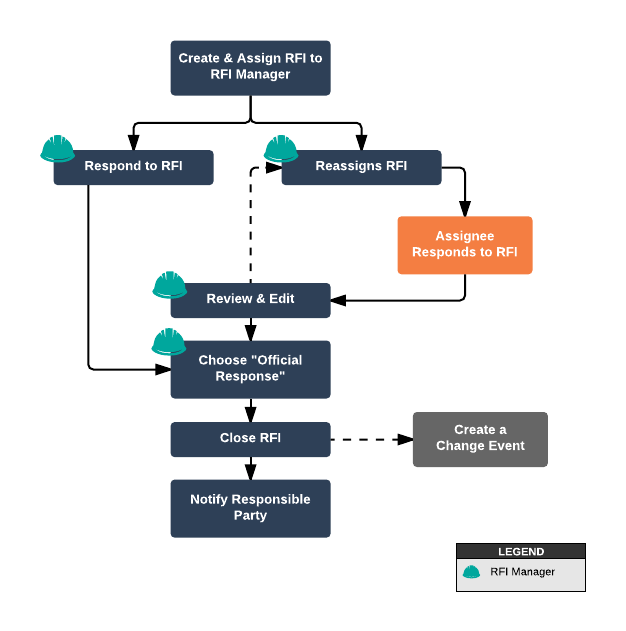 Create & Assign RFI to
RFI Manager
Respond to RFI
Reassigns RFI
Assignee
Responds to RFI
Review & Edit
Choose "Official
Response"
Close RFI
Create a
Change Event
Notify Responsible
Party
LEGEND
RFI Manager